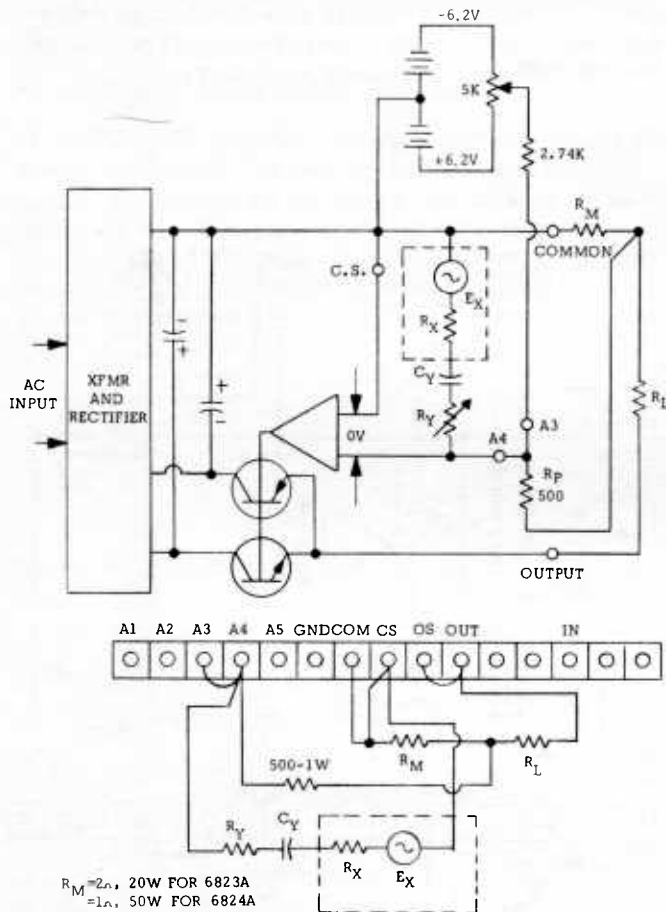 -6.2V
5K
+6.2V
2.74K
R_M
COMMON
C.S.
E_X
R_X
C_Y
R_Y
0V
A4
A3
R_P
500
R_L
AC
INPUT
XFMR
AND
RECTIFIER
- +
+ -
OUTPUT
A1 A2 A3 A4 A5 GND COM CS OS OUT IN
500-1W
R_M
R_L
R_Y
C_Y
R_X
E_X
R_M=2Ω, 20W FOR 6823A
=1Ω, 50W FOR 6824A